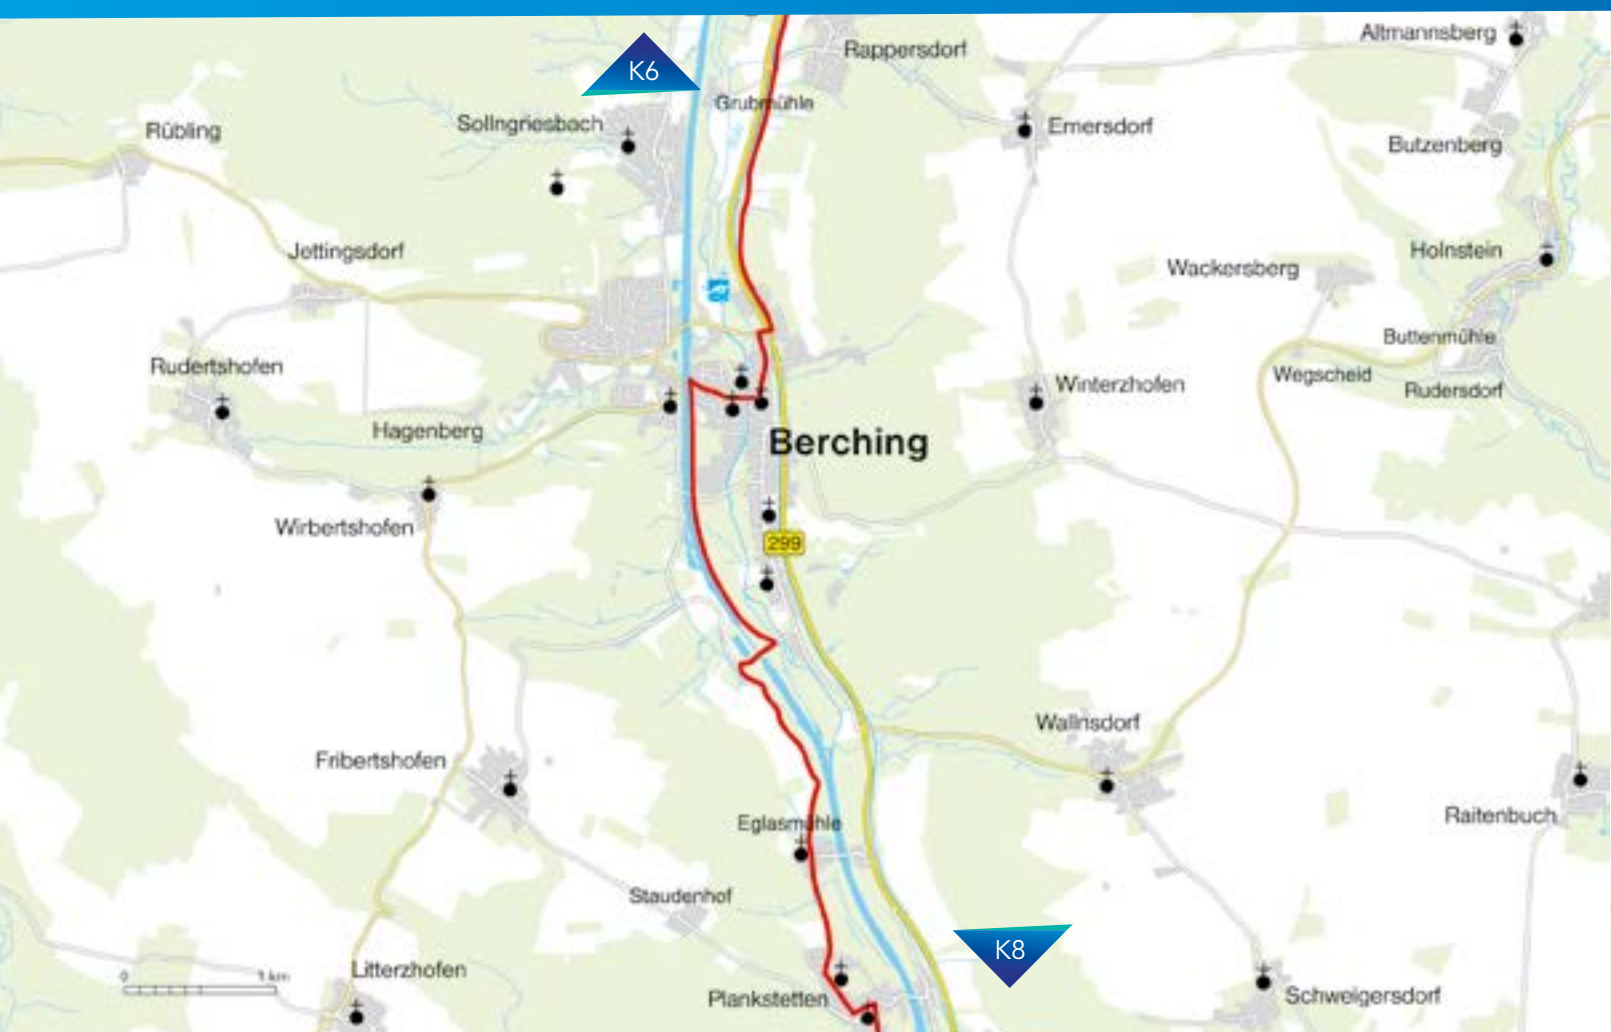 Altmannsberg
Rappersdorf
K6
Grubmühle
Sollngriesbach
Rübling
Emersdorf
Butzenberg
Jettingsdorf
Holnstein
Wackersberg
Buttenmühle
Rudertshofen
Wegscheid
Winterzhofen
Rudersdorf
Hagenberg
Berching
Wirbertshofen
299
Wallnsdorf
Fribertshofen
Raitenbuch
Eglasmühle
Staudenhof
K8
0 1 km
Litterzhofen
Plankstetten
Schweigersdorf